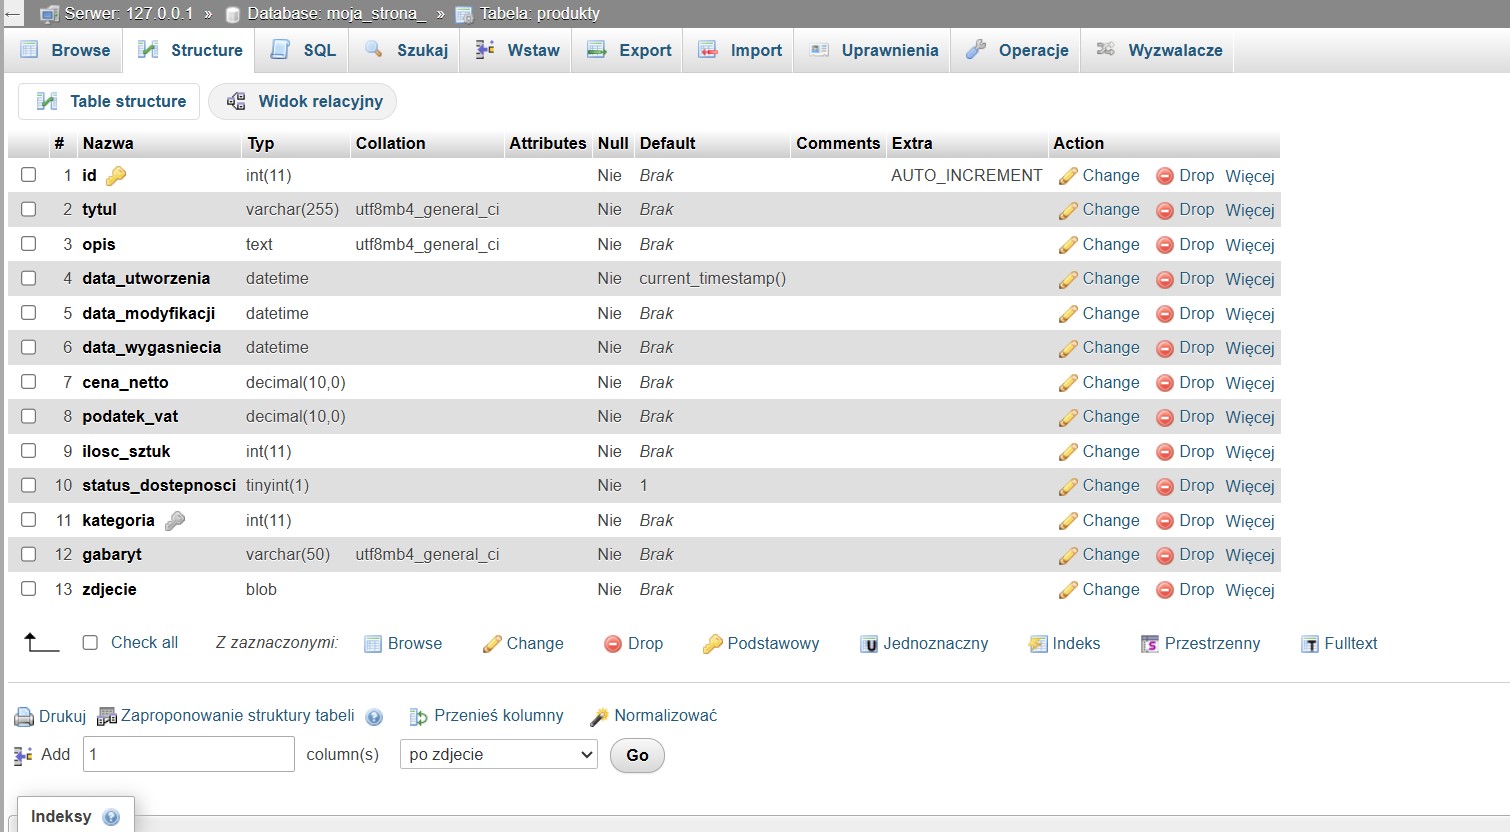 Serwer: 127.0.0.1 » Database: moja_strona_ » Tabela: produkty
Browse Structure SQL Szukaj Wstaw Export Import Uprawnienia Operacje Wyzwalacze
Table structure Widok relacyjny
# Nazwa Typ Collation Attributes Null Default Comments Extra Action
1 id int(11) Nie Brak AUTO_INCREMENT Change Drop Więcej
2 tytul varchar(255) utf8mb4_general_ci Nie Brak Change Drop Więcej
3 opis text utf8mb4_general_ci Nie Brak Change Drop Więcej
4 data_utworzenia datetime Nie current_timestamp() Change Drop Więcej
5 data_modyfikacji datetime Nie Brak Change Drop Więcej
6 data_wygasniecia datetime Nie Brak Change Drop Więcej
7 cena_netto decimal(10,0) Nie Brak Change Drop Więcej
8 podatek_vat decimal(10,0) Nie Brak Change Drop Więcej
9 ilosc_sztuk int(11) Nie Brak Change Drop Więcej
10 status_dostepnosci tinyint(1) Nie 1 Change Drop Więcej
11 kategoria int(11) Nie Brak Change Drop Więcej
12 gabaryt varchar(50) utf8mb4_general_ci Nie Brak Change Drop Więcej
13 zdjecie blob Nie Brak Change Drop Więcej
Check all Z zaznaczonymi: Browse Change Drop Podstawowy U Jednoznaczny Indeks S Przestrzenny T Fulltext
Drukuj Zaproponowanie struktury tabeli Przenieś kolumny Normalizować
Add 1 column(s) po zdjecie Go
Indeksy